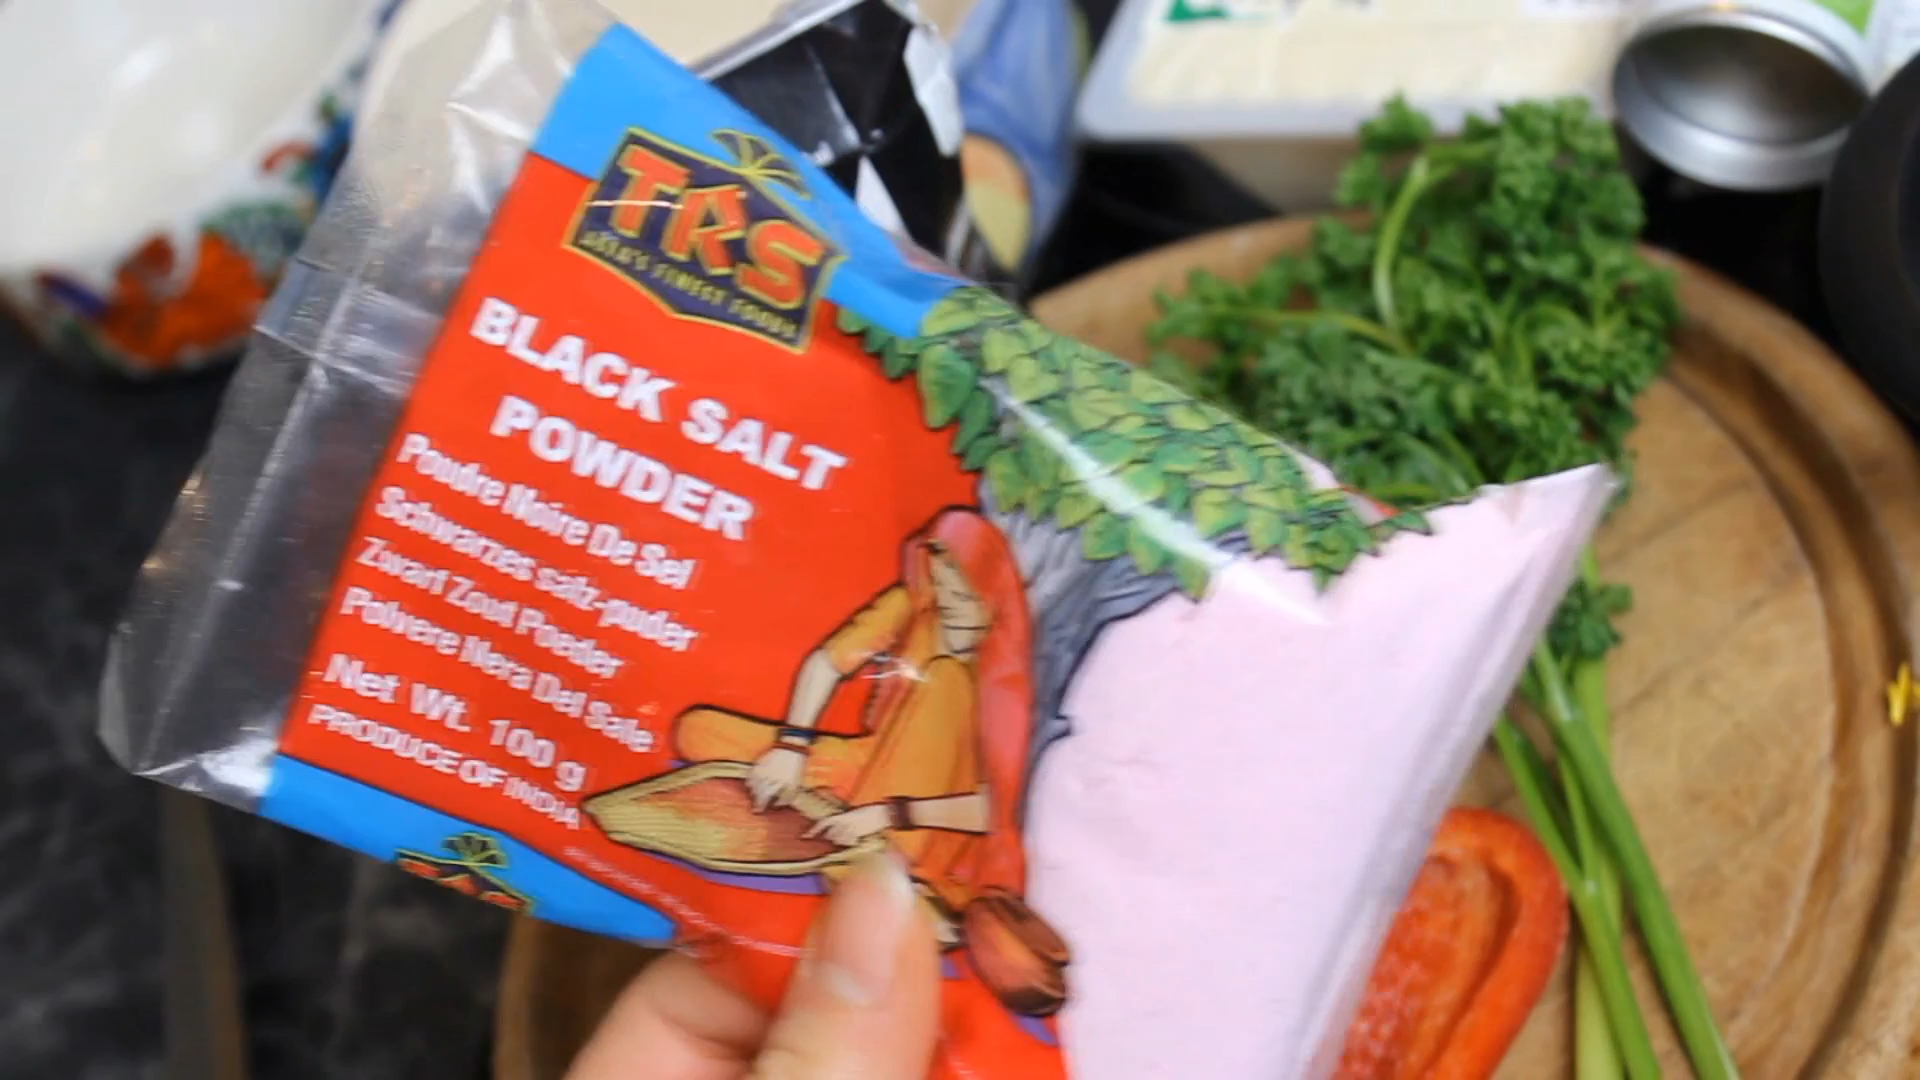 TRS
ASIA'S FINEST FOODS
BLACK SALT
POWDER
Poudre Noire De Sel
Schwarzes salz-puder
Zwart Zout Poeder
Polvere Nera Del Sale
Net Wt. 100 g
PRODUCE OF INDIA